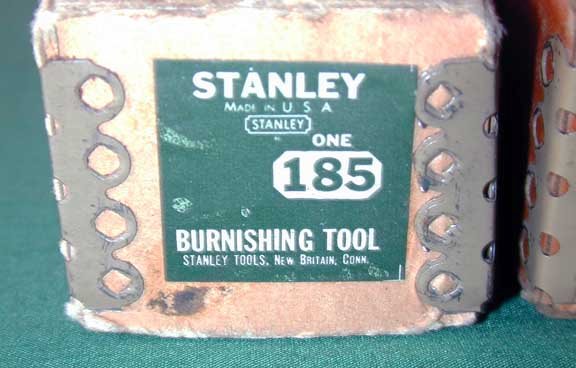 STANLEY
MADE IN U S A
STANLEY
ONE
185
BURNISHING TOOL
STANLEY TOOLS, NEW BRITAIN, CONN.